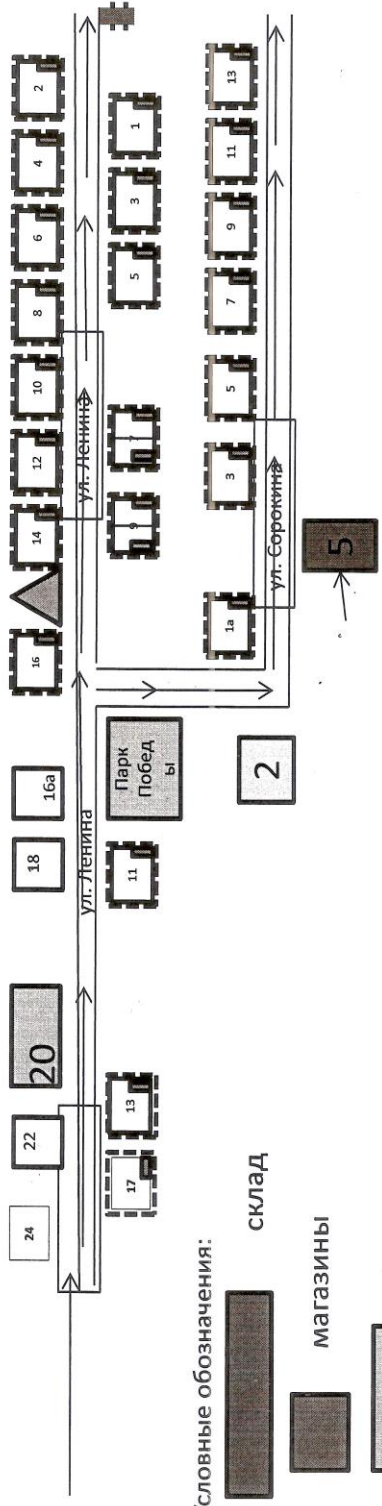 2
4
6
8
10
12
14
16
16а
18
20
22
24
ул. Ленина
ул. Ленина
1
3
5
7
9
Парк
Побед
ы
11
13
17
13
11
9
7
5
3
1а
ул. Сорокина
2
5
словные обозначения:
склад
магазины